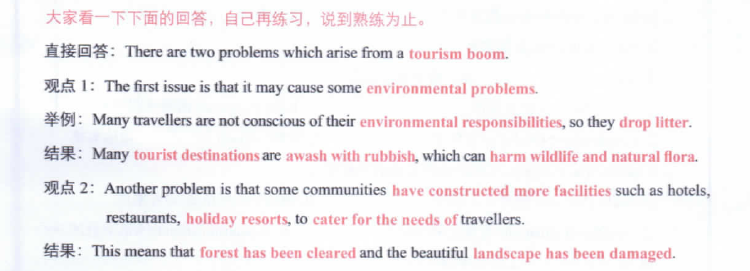 大家看一下下面的回答，自己再练习，说到熟练为止。
直接回答：There are two problems which arise from a tourism boom.
观点 1：The first issue is that it may cause some environmental problems.
举例：Many travellers are not conscious of their environmental responsibilities, so they drop litter.
结果：Many tourist destinations are awash with rubbish, which can harm wildlife and natural flora.
观点 2：Another problem is that some communities have constructed more facilities such as hotels,
restaurants, holiday resorts, to cater for the needs of travellers.
结果：This means that forest has been cleared and the beautiful landscape has been damaged.